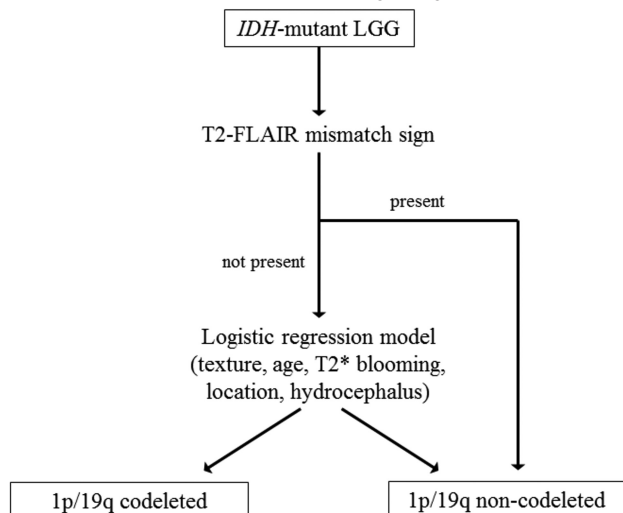 IDH-mutant LGG
T2-FLAIR mismatch sign
present
not present
Logistic regression model
(texture, age, T2* blooming,
location, hydrocephalus)
1p/19q codeleted
1p/19q non-codeleted